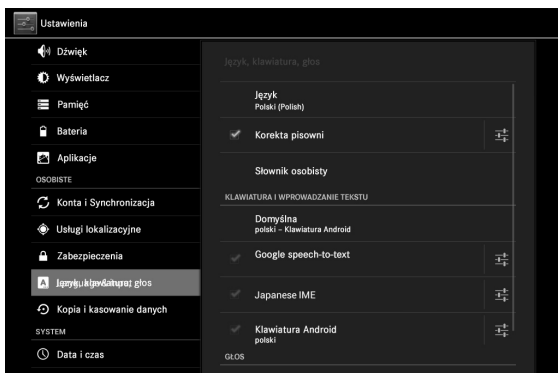 Ustawienia
Dźwięk
Wyświetlacz
Pamięć
Bateria
Aplikacje
OSOBISTE
Konta i Synchronizacja
Usługi lokalizacyjne
Zabezpieczenia
głos
Kopia i kasowanie danych
SYSTEM
Data i czas
Język, klawiatura, głos
Język
Polski (Polish)
Korekta pisowni
Słownik osobisty
KLAWIATURA I WPROWADZANIE TEKSTU
Domyślna
polski – Klawiatura Android
Google speech-to-text
Japanese IME
Klawiatura Android
polski
GŁOS